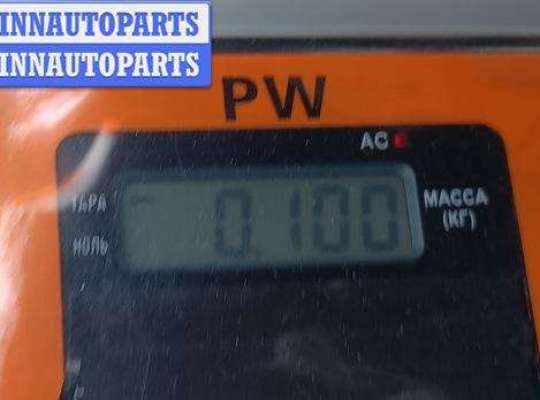 INNAUTOPARTS
INNAUTOPARTS
PW
AC
ТАРА
0.100
МАССА
(КГ)
НОЛЬ